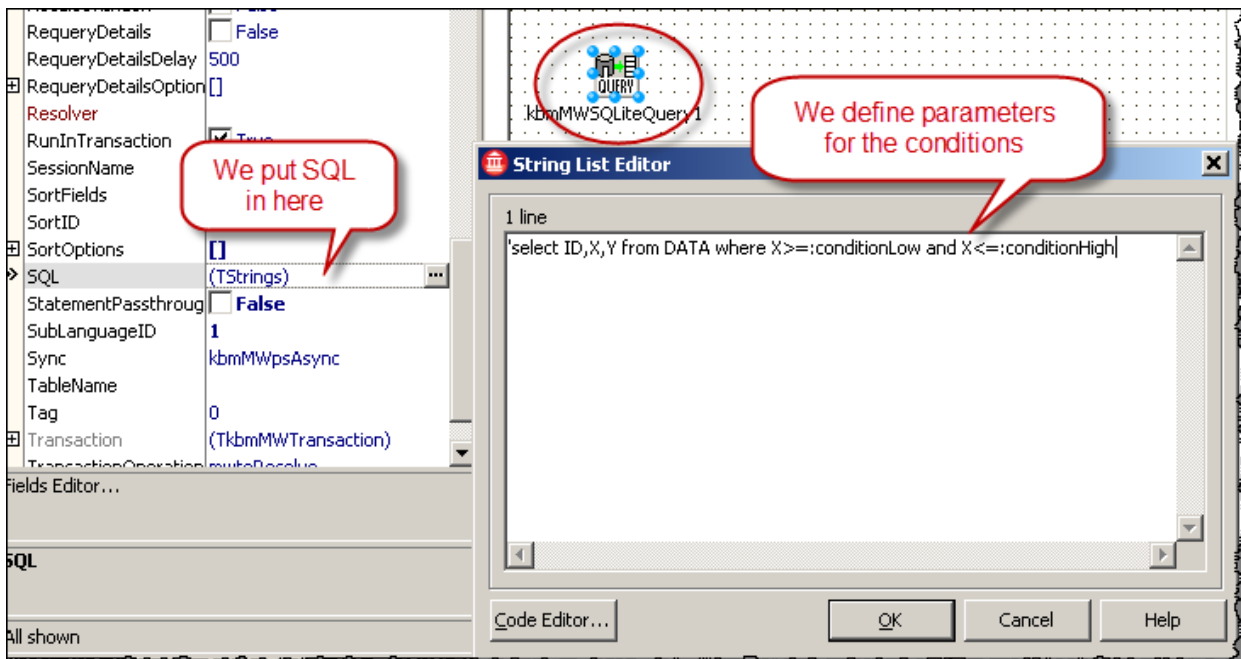 RequeryDetails False
RequeryDetailsDelay 500
RequeryDetailsOption []
Resolver
RunInTransaction True
SessionName
SortFields
SortID
SortOptions []
SQL (TStrings) ...
StatementPassthroug False
SubLanguageID 1
Sync kbmMWpsAsync
TableName
Tag 0
Transaction (TkbmMWTransaction)
Fields Editor...
SQL
All shown
We put SQL
in here
QUERY
kbmMWSQLiteQuery1
We define parameters
for the conditions
String List Editor
1 line
'select ID,X,Y from DATA where X>=:conditionLow and X<=:conditionHigh
Code Editor... OK Cancel Help